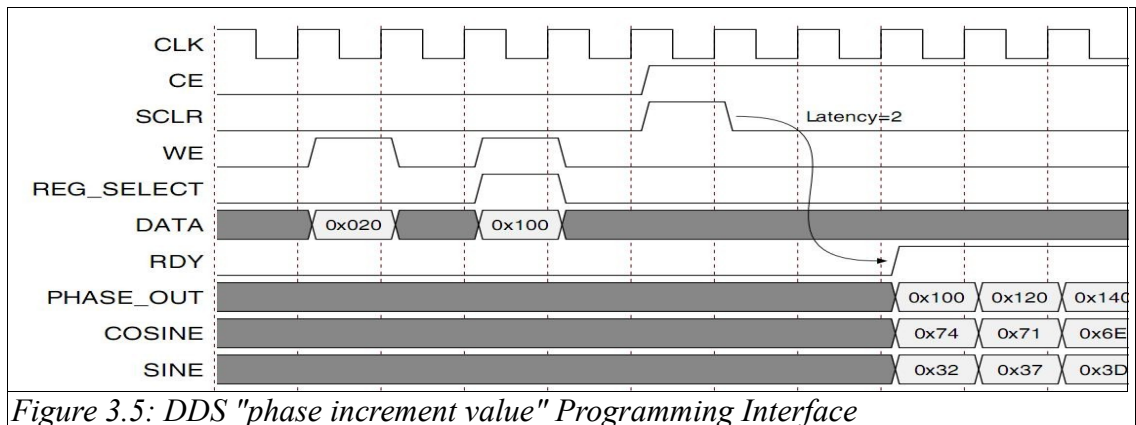 CLK
CE
SCLR
Latency=2
WE
REG_SELECT
DATA 0x020 0x100
RDY
PHASE_OUT 0x100 0x120 0x140
COSINE 0x74 0x71 0x6E
SINE 0x32 0x37 0x3D
Figure 3.5: DDS "phase increment value" Programming Interface